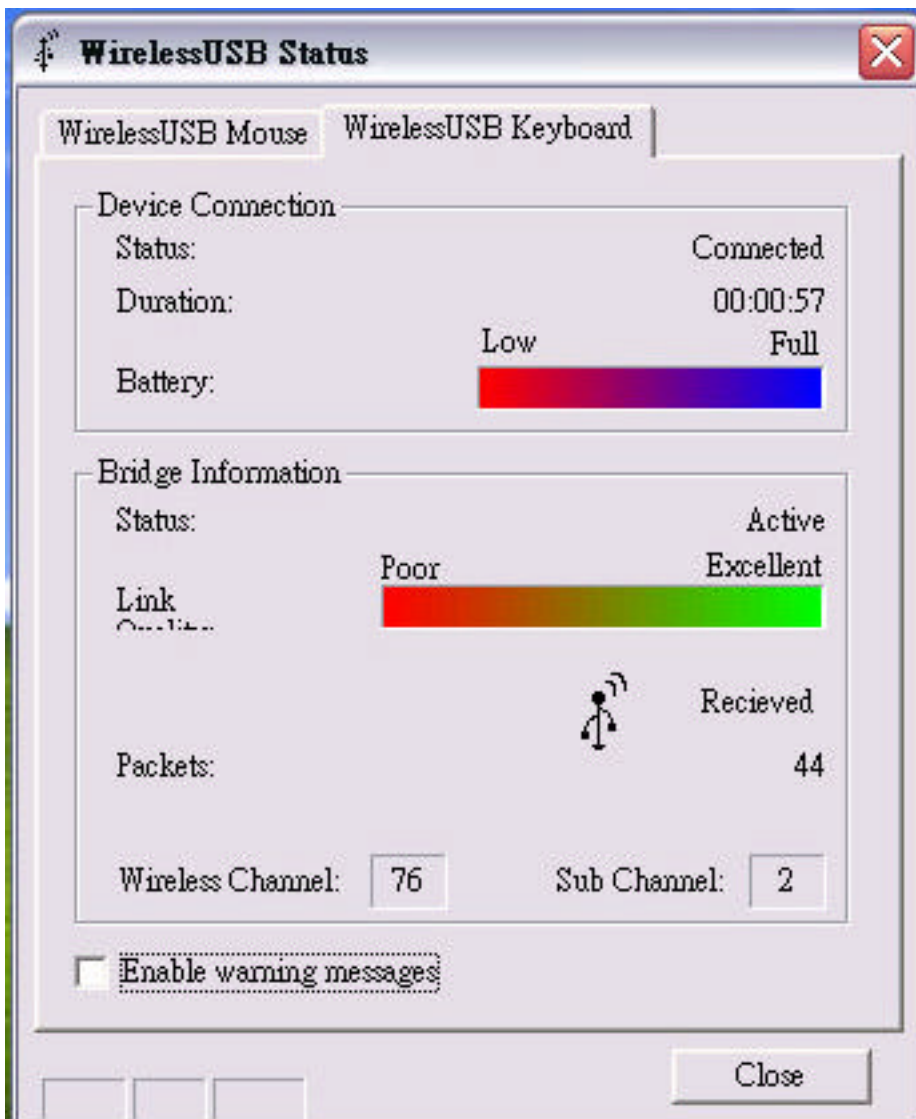 WirelessUSB Status
WirelessUSB Mouse WirelessUSB Keyboard
Device Connection
Status: Connected
Duration: 00:00:57
Low Full
Battery:
Bridge Information
Status: Active
Poor Excellent
Link
Recieved
Packets: 44
Wireless Channel: 76 Sub Channel: 2
Enable warning messages
Close